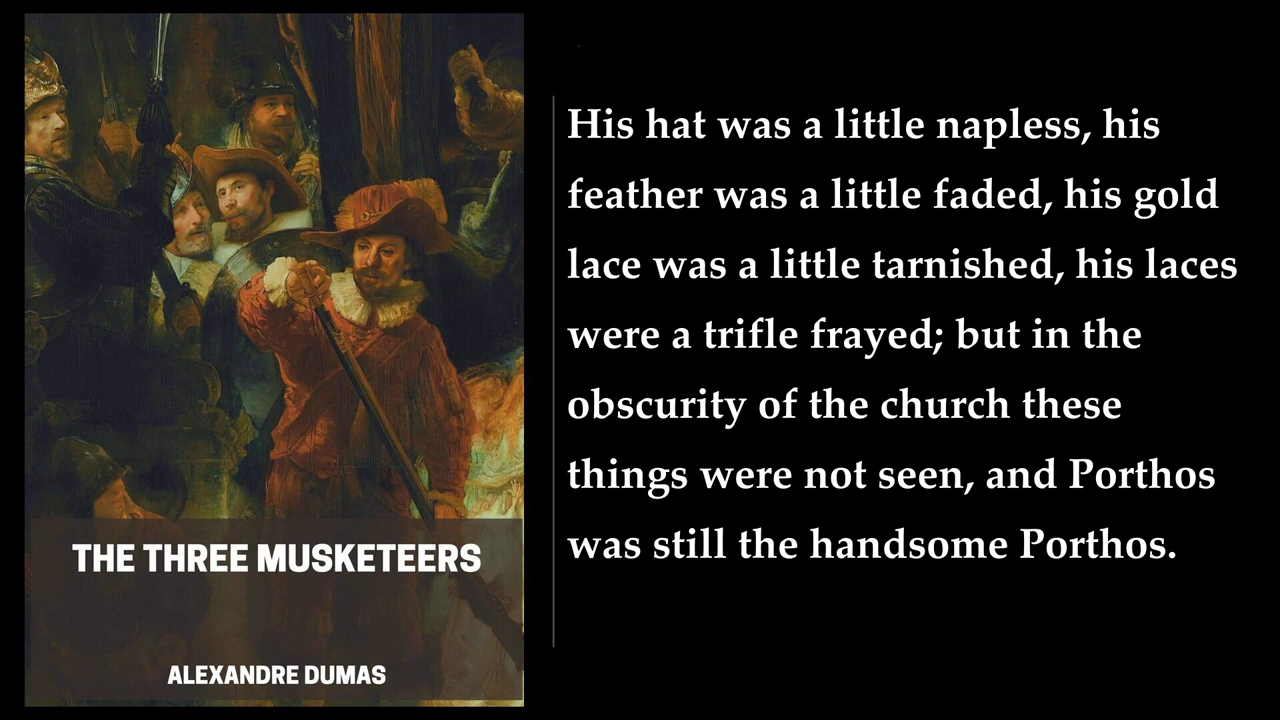 THE THREE MUSKETEERS
ALEXANDRE DUMAS
His hat was a little napless, his
feather was a little faded, his gold
lace was a little tarnished, his laces
were a trifle frayed; but in the
obscurity of the church these
things were not seen, and Porthos
was still the handsome Porthos.